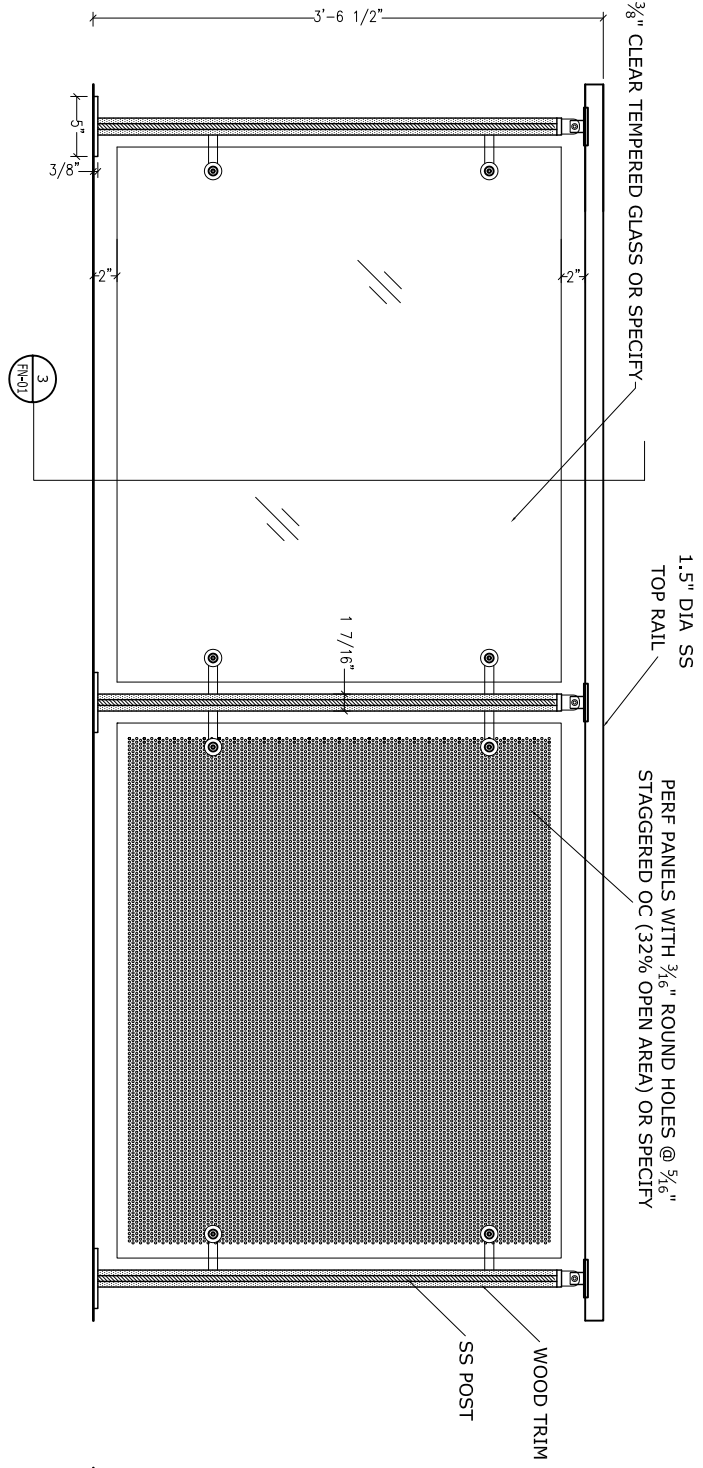 3'-6 1/2"
⅜" CLEAR TEMPERED GLASS OR SPECIFY
5"
3/8"
2"
2"
3
FN-01
1.5" DIA SS
TOP RAIL
1 7/16"
PERF PANELS WITH 3⁄16" ROUND HOLES @ 5⁄16"
STAGGERED OC (32% OPEN AREA) OR SPECIFY
WOOD TRIM
SS POST